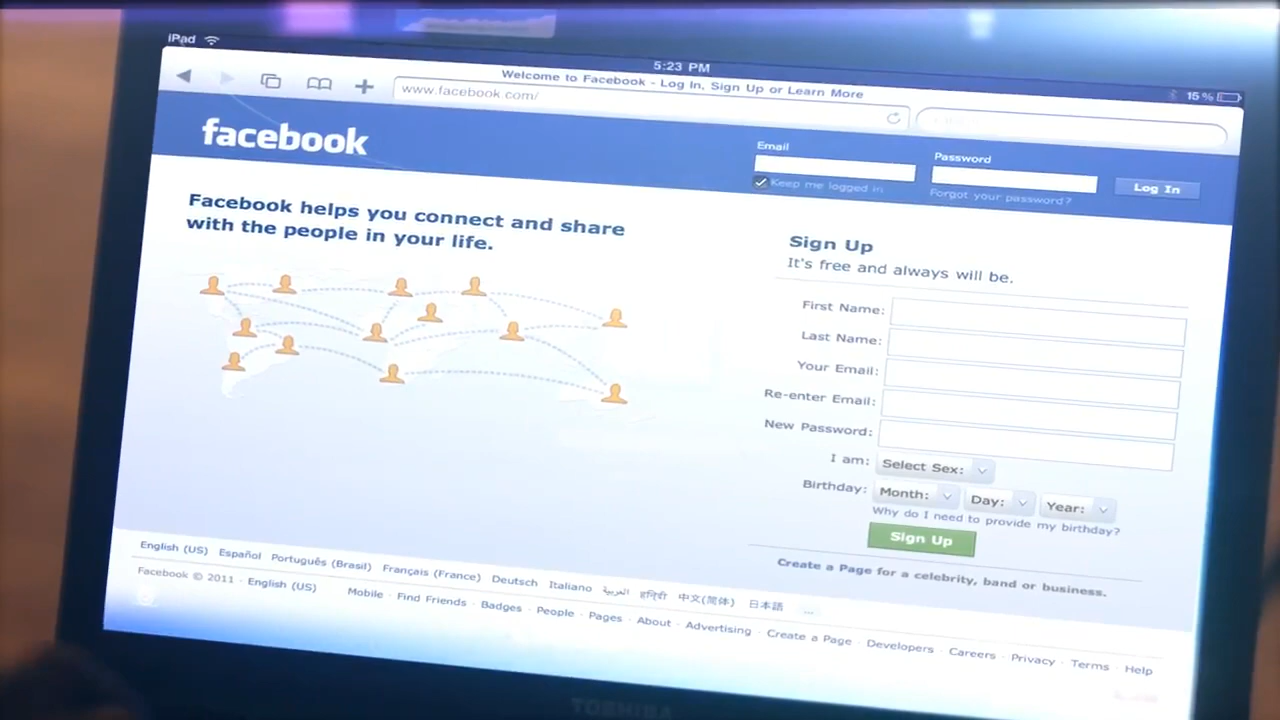 iPad
5:23 PM
15 %
Welcome to Facebook - Log In, Sign Up or Learn More
www.facebook.com/
facebook
Email
Password
Keep me logged in
Forgot your password?
Log In
Facebook helps you connect and share
with the people in your life.
Sign Up
It's free and always will be.
First Name:
Last Name:
Your Email:
Re-enter Email:
New Password:
I am:
Select Sex:
Birthday:
Month:
Day:
Year:
Why do I need to provide my birthday?
Sign Up
Create a Page for a celebrity, band or business.
English (US) Español Português (Brasil) Français (France) Deutsch Italiano العربية हिन्दी 中文(简体) 日本語 ...
Facebook © 2011 · English (US)
Mobile · Find Friends · Badges · People · Pages · About · Advertising · Create a Page · Developers · Careers · Privacy · Terms · Help
TOSHIBA